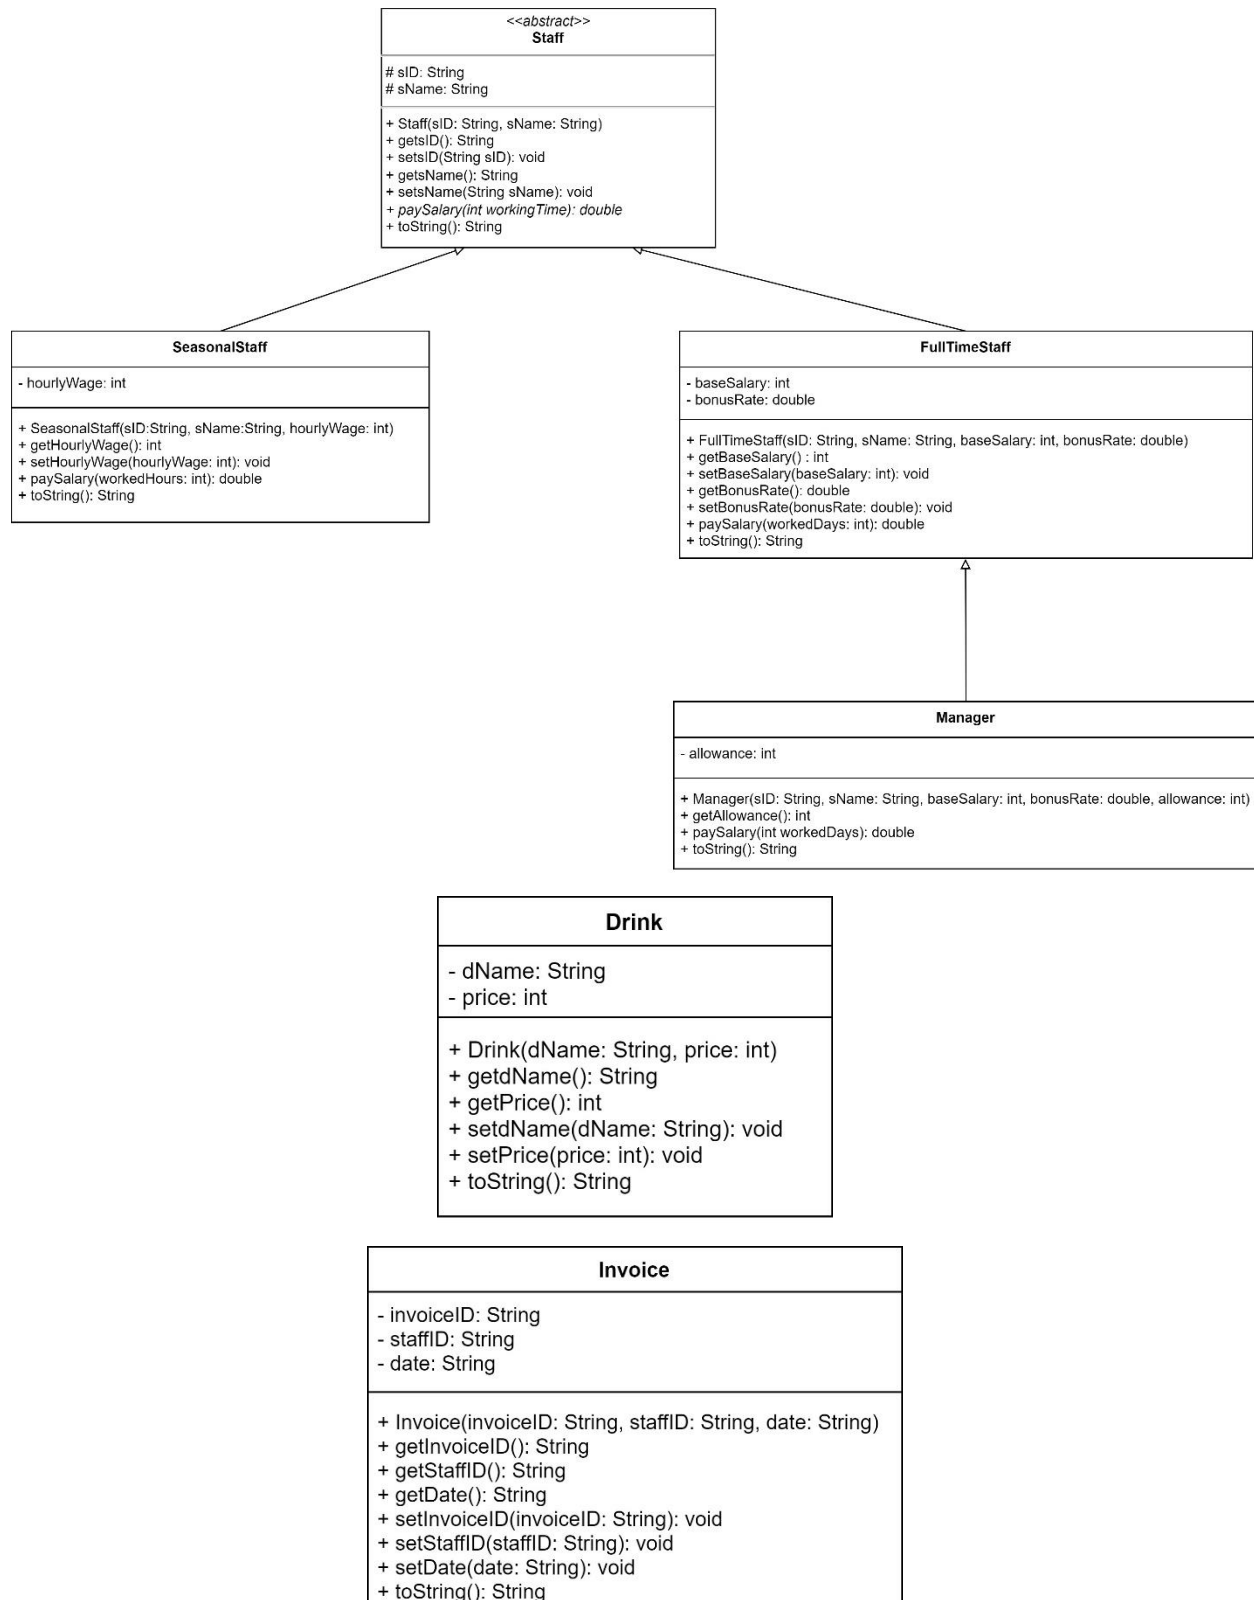 <<abstract>>
Staff
# sID: String
# sName: String
+ Staff(sID: String, sName: String)
+ getsID(): String
+ setsID(String sID): void
+ getsName(): String
+ setsName(String sName): void
+ paySalary(int workingTime): double
+ toString(): String
SeasonalStaff
- hourlyWage: int
+ SeasonalStaff(sID:String, sName:String, hourlyWage: int)
+ getHourlyWage(): int
+ setHourlyWage(hourlyWage: int): void
+ paySalary(workedHours: int): double
+ toString(): String
FullTimeStaff
- baseSalary: int
- bonusRate: double
+ FullTimeStaff(sID: String, sName: String, baseSalary: int, bonusRate: double)
+ getBaseSalary() : int
+ setBaseSalary(baseSalary: int): void
+ getBonusRate(): double
+ setBonusRate(bonusRate: double): void
+ paySalary(workedDays: int): double
+ toString(): String
Manager
- allowance: int
+ Manager(sID: String, sName: String, baseSalary: int, bonusRate: double, allowance: int)
+ getAllowance(): int
+ paySalary(int workedDays): double
+ toString(): String
Drink
- dName: String
- price: int
+ Drink(dName: String, price: int)
+ getdName(): String
+ getPrice(): int
+ setdName(dName: String): void
+ setPrice(price: int): void
+ toString(): String
Invoice
- invoiceID: String
- staffID: String
- date: String
+ Invoice(invoiceID: String, staffID: String, date: String)
+ getInvoiceID(): String
+ getStaffID(): String
+ getDate(): String
+ setInvoiceID(invoiceID: String): void
+ setStaffID(staffID: String): void
+ setDate(date: String): void
+ toString(): String